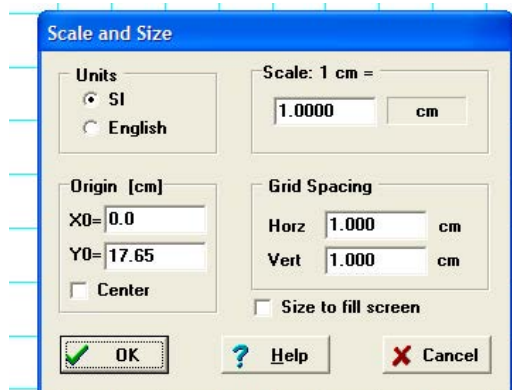 Scale and Size
Units
SI
English
Scale: 1 cm =
1.0000 cm
Origin [cm]
X0= 0.0
Y0= 17.65
Center
Grid Spacing
Horz 1.000 cm
Vert 1.000 cm
Size to fill screen
OK
? Help
Cancel